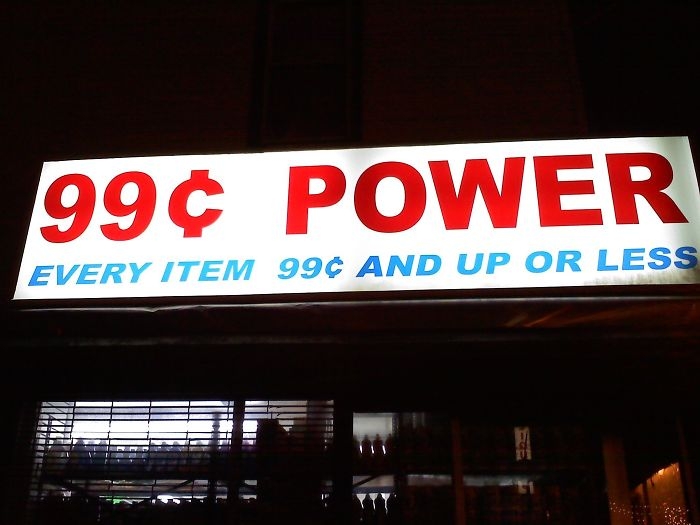 99¢ POWER
EVERY ITEM 99¢ AND UP OR LESS